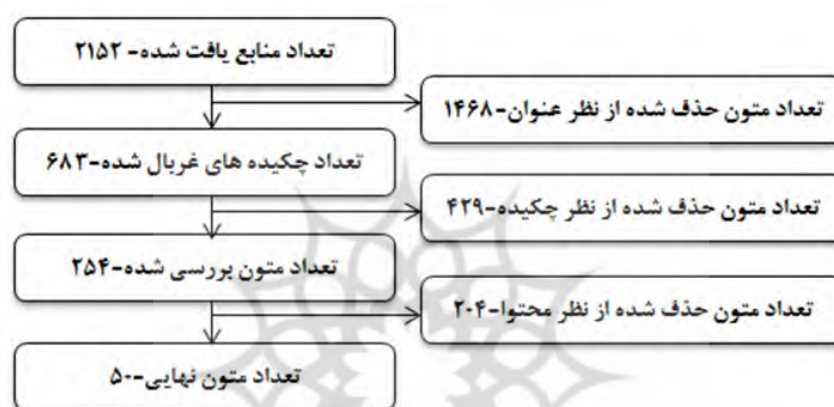 تعداد منابع یافت شده- ۲۱۵۲
تعداد متون حذف شده از نظر عنوان-۱۴۶۸
تعداد چکیده های غربال شده-۶۸۳
تعداد متون حذف شده از نظر چکیده-۴۲۹
تعداد متون بررسی شده-۲۵۴
تعداد متون حذف شده از نظر محتوا-۲۰۴
تعداد متون نهایی-۵۰